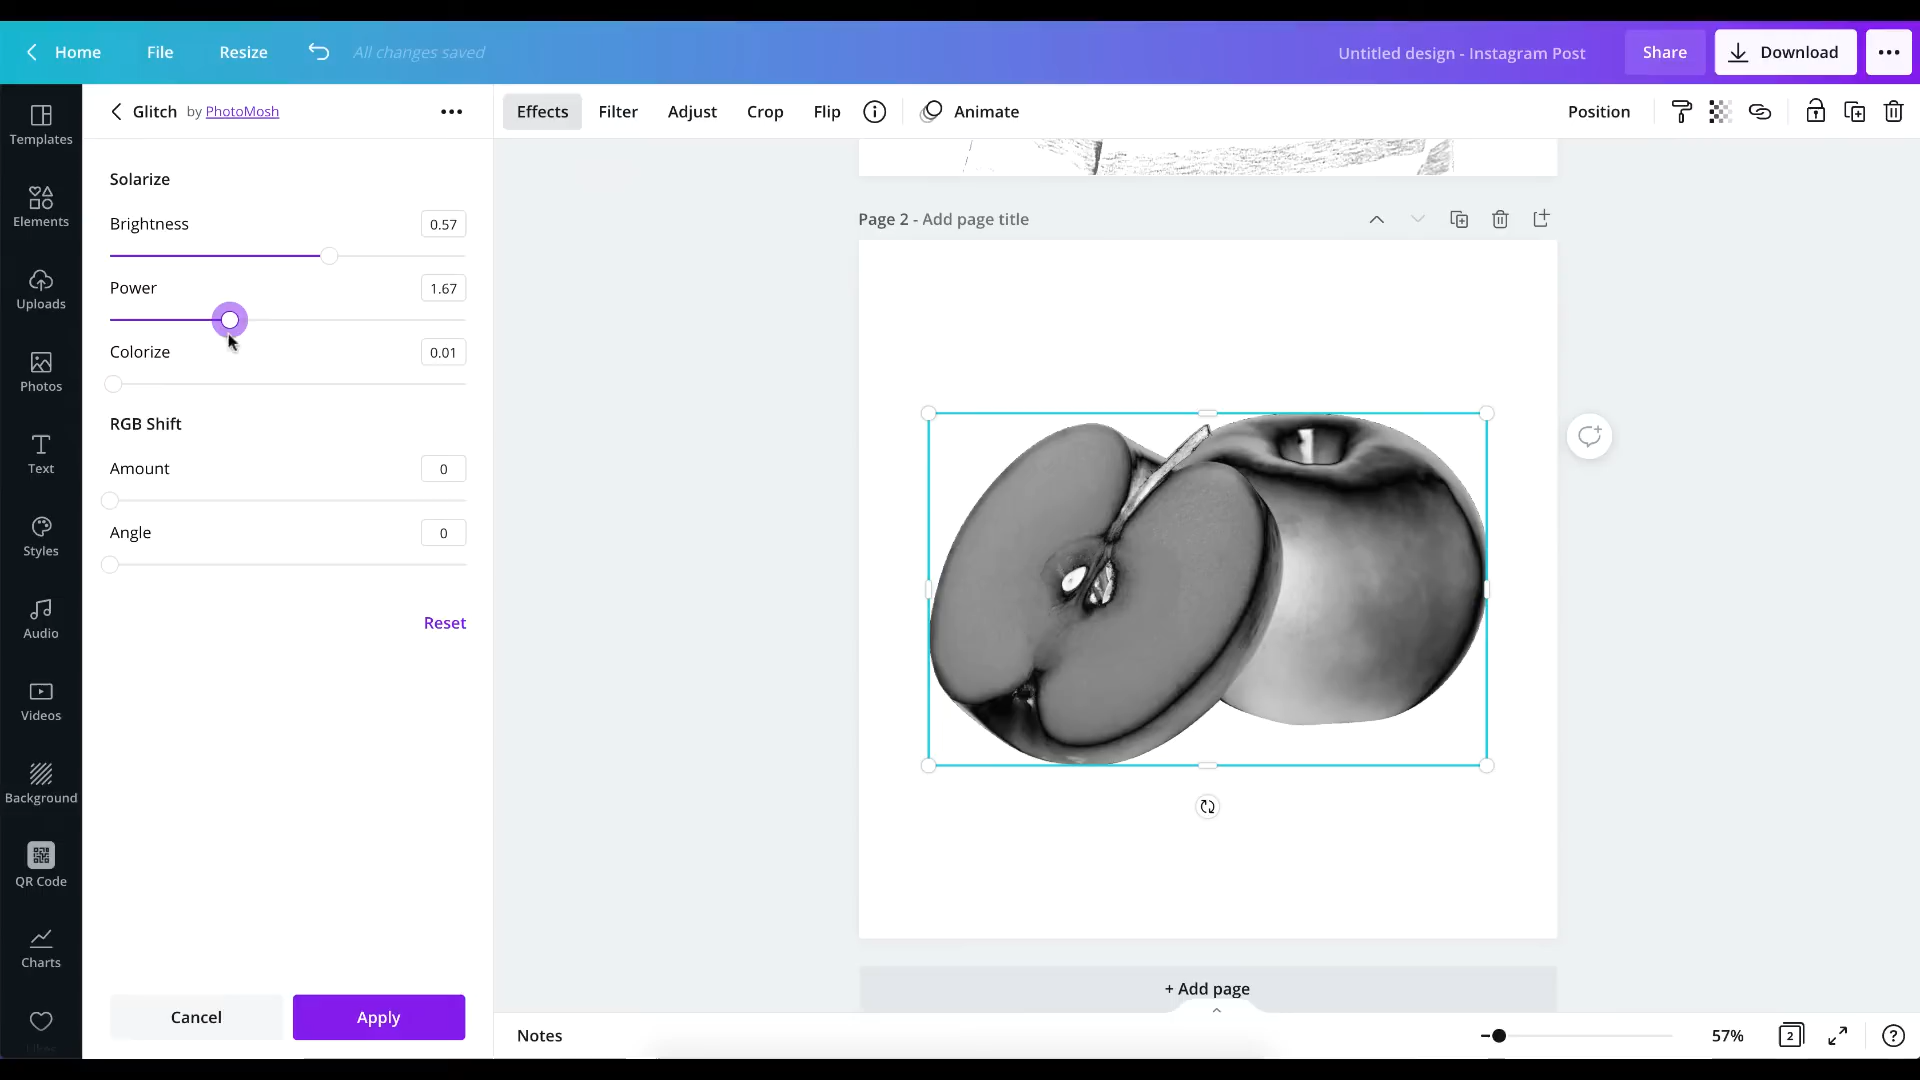 Home File Resize All changes saved Untitled design - Instagram Post Share Download
Templates
Elements
Uploads
Photos
Text
Styles
Audio
Videos
Background
QR Code
Charts
Glitch by PhotoMosh
Solarize
Brightness 0.57
Power 1.67
Colorize 0.01
RGB Shift
Amount 0
Angle 0
Reset
Cancel Apply
Effects Filter Adjust Crop Flip Animate Position
Page 2 - Add page title
+ Add page
Notes 57% 2